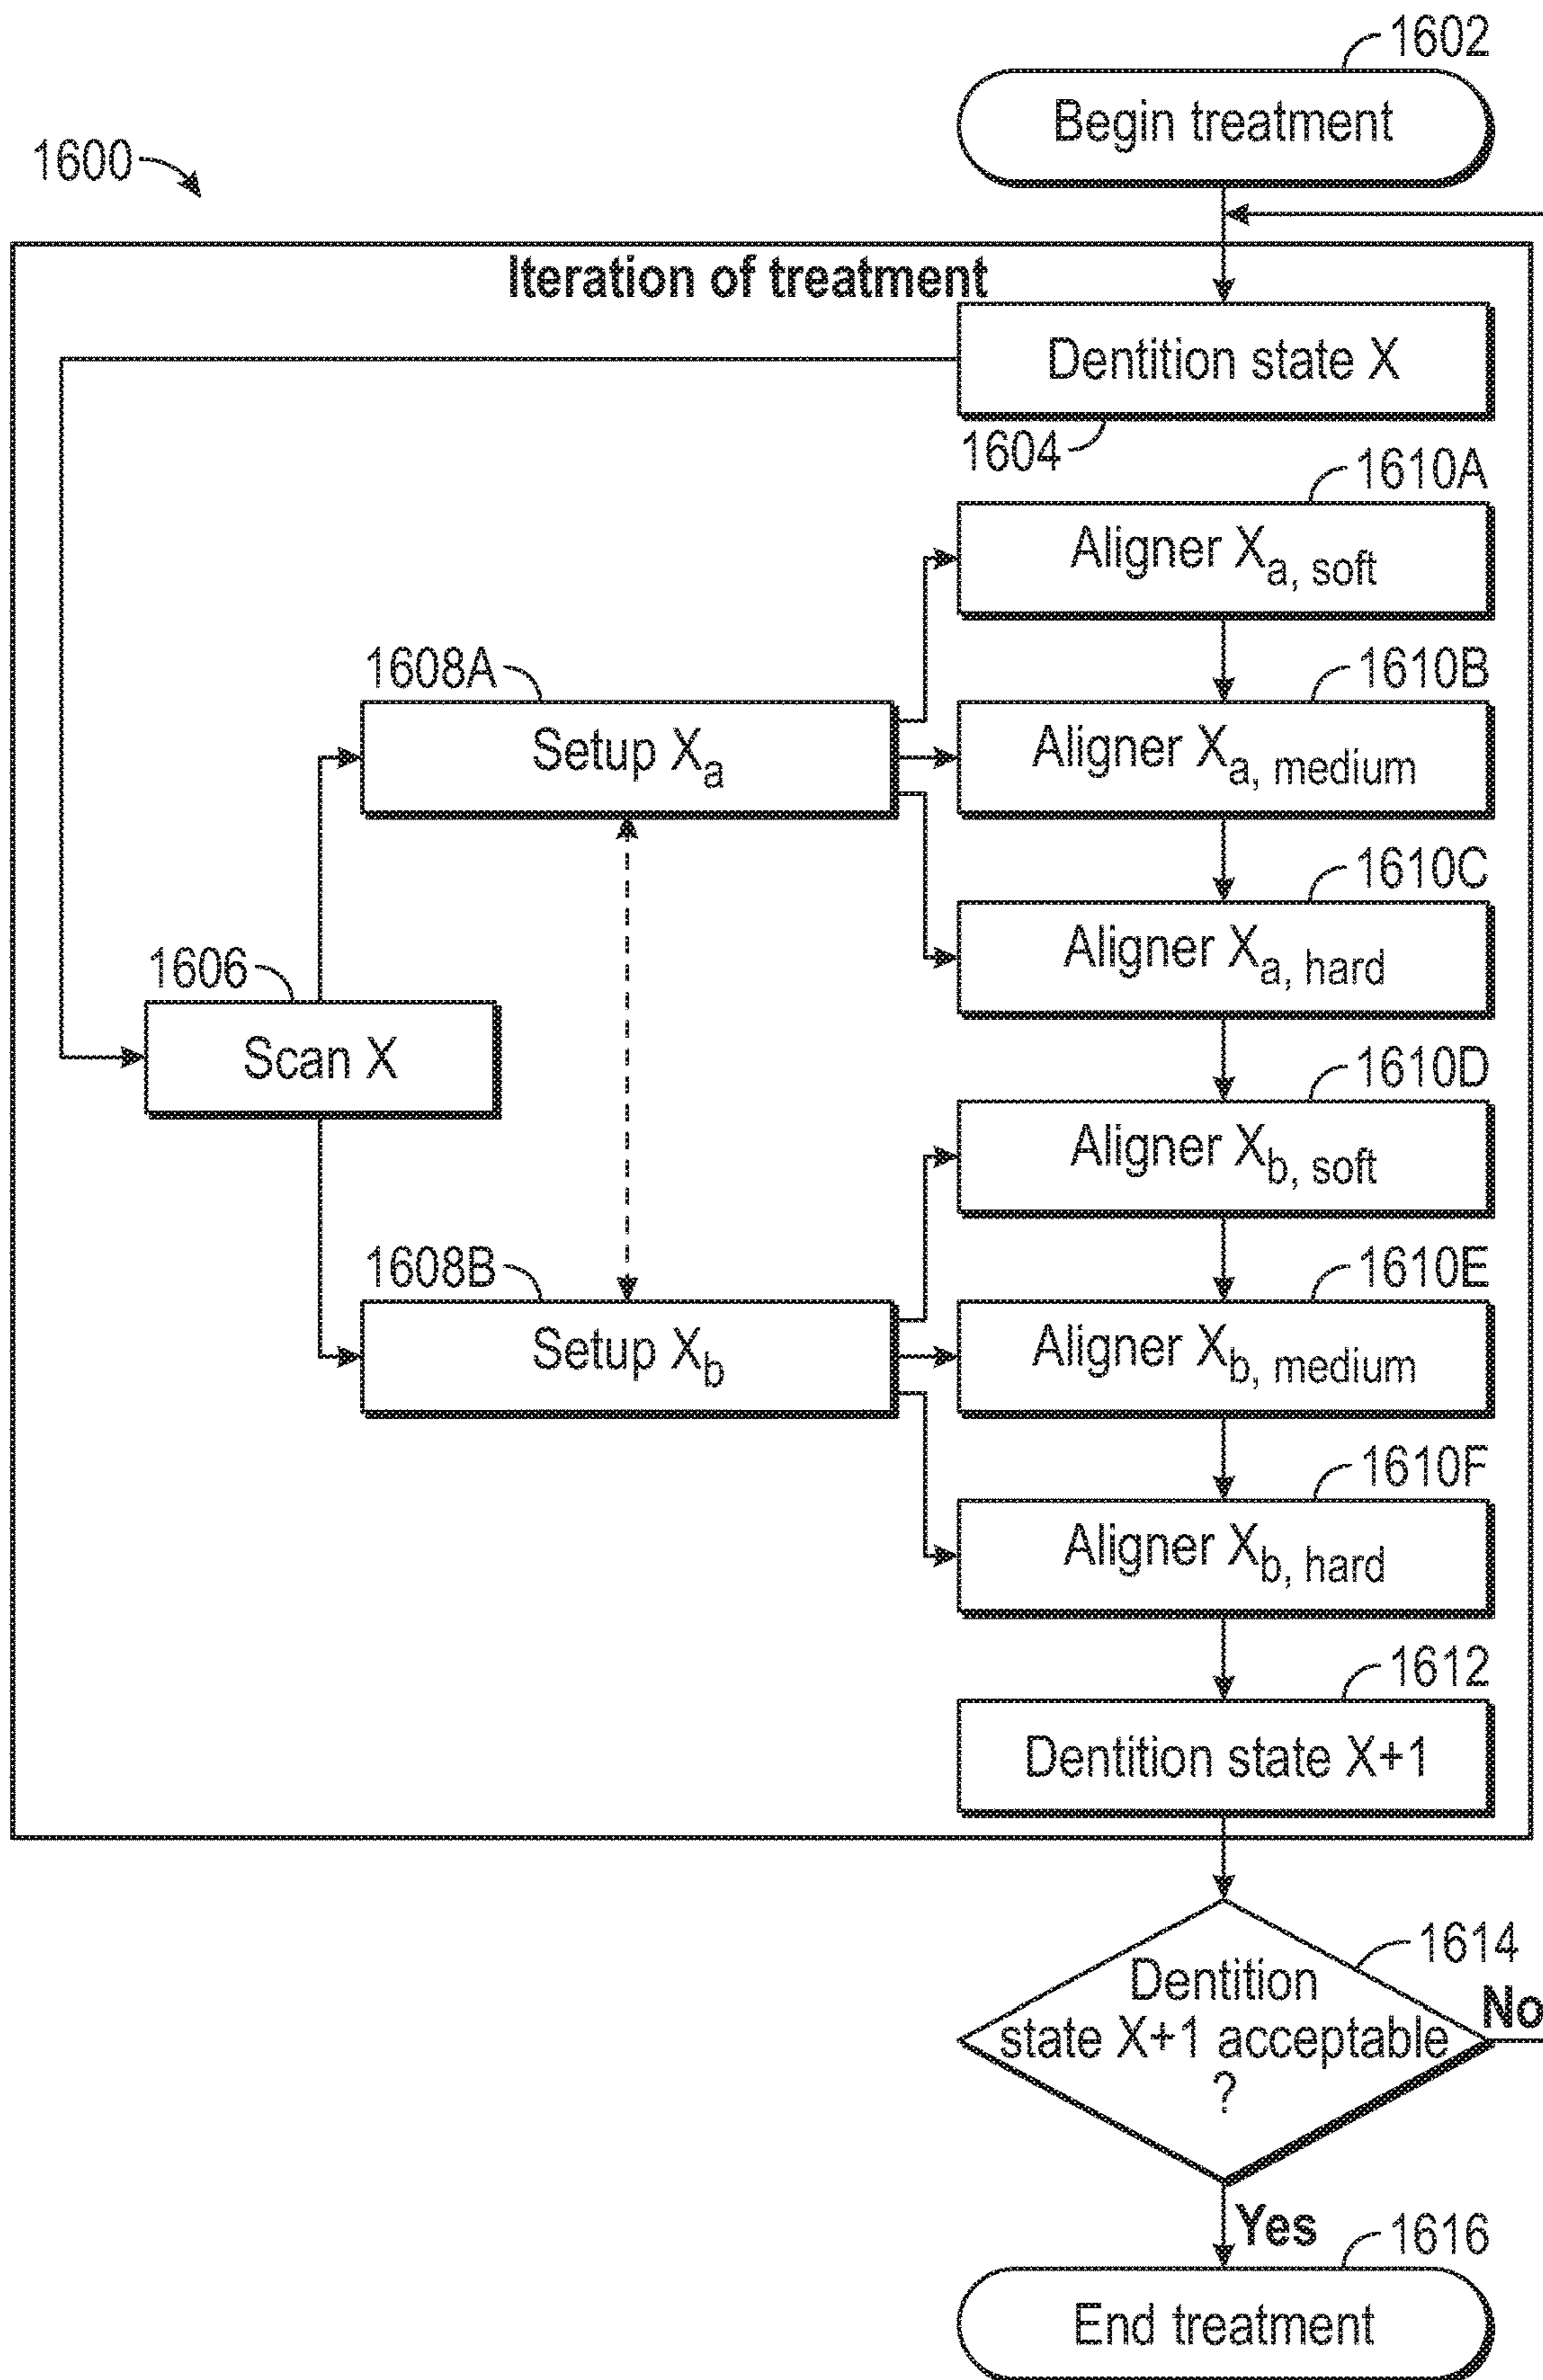 1602
Begin treatment
1600
Iteration of treatment
Dentition state X
1604
1610A
Aligner Xa, soft
1608A
1610B
Setup Xa
Aligner Xa, medium
1610C
Aligner Xa, hard
1606
Scan X
1610D
Aligner Xb, soft
1608B
1610E
Setup Xb
Aligner Xb, medium
1610F
Aligner Xb, hard
1612
Dentition state X+1
1614
Dentition
state X+1 acceptable
?
No
Yes
1616
End treatment